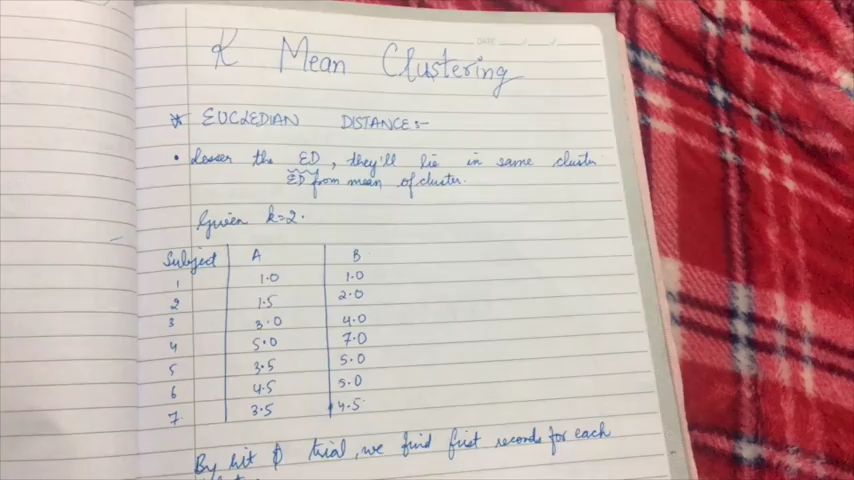 DATE
K Mean Clustering
* EUCLEDIAN DISTANCE:-
• Lesser the ED, they'll lie in same cluster
ED from mean of cluster.
Given k=2.
Subject A B
1 1.0 1.0
2 1.5 2.0
3 3.0 4.0
4 5.0 7.0
5 3.5 5.0
6 4.5 5.0
7. 3.5 4.5
By hit & trial, we find first records for each